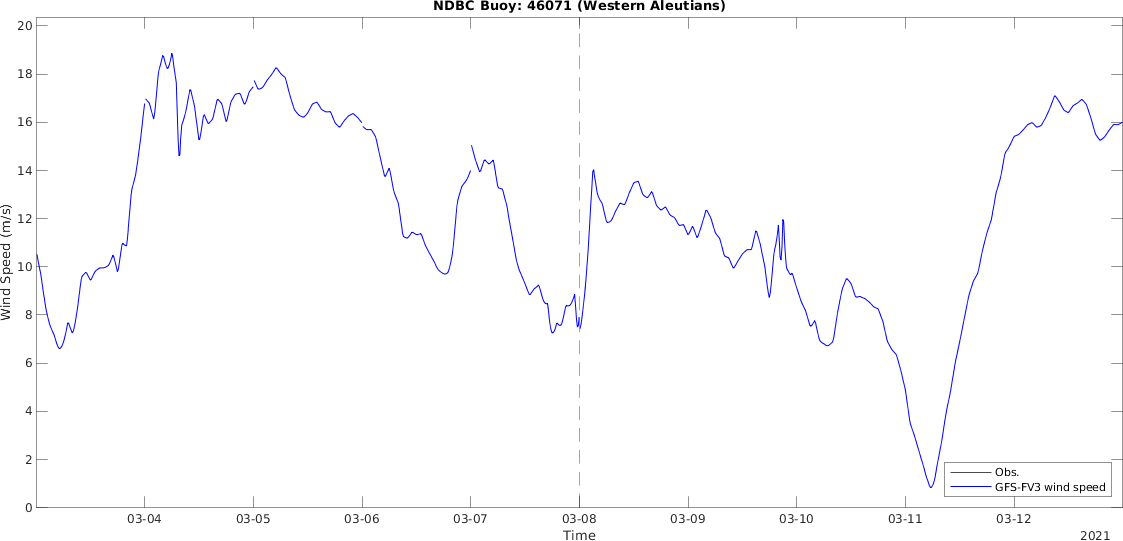 NDBC Buoy: 46071 (Western Aleutians)
20
18
16
14
12
10
8
6
4
2
0
Wind Speed (m/s)
Obs.
GFS-FV3 wind speed
03-04 03-05 03-06 03-07 03-08 03-09 03-10 03-11 03-12
Time
2021